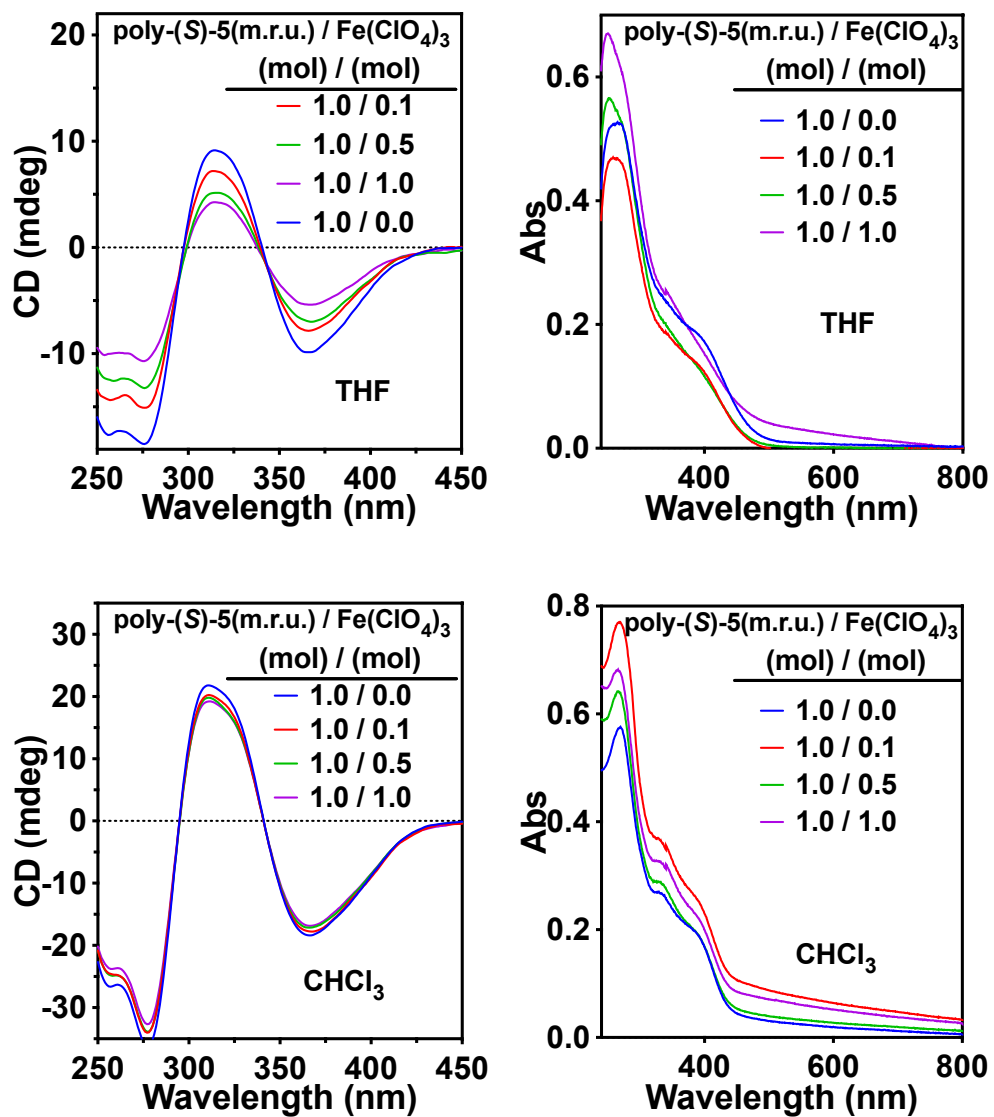 poly-(S)-5(m.r.u.) / Fe(ClO₄)₃
(mol) / (mol)
1.0 / 0.1
1.0 / 0.5
1.0 / 1.0
1.0 / 0.0
THF
CD (mdeg)
20
10
0
-10
250 300 350 400 450
Wavelength (nm)
poly-(S)-5(m.r.u.) / Fe(ClO₄)₃
(mol) / (mol)
1.0 / 0.0
1.0 / 0.1
1.0 / 0.5
1.0 / 1.0
THF
Abs
0.6
0.4
0.2
0.0
400 600 800
Wavelength (nm)
poly-(S)-5(m.r.u.) / Fe(ClO₄)₃
(mol) / (mol)
1.0 / 0.0
1.0 / 0.1
1.0 / 0.5
1.0 / 1.0
CHCl₃
CD (mdeg)
30
20
10
0
-10
-20
-30
250 300 350 400 450
Wavelength (nm)
poly-(S)-5(m.r.u.) / Fe(ClO₄)₃
(mol) / (mol)
1.0 / 0.0
1.0 / 0.1
1.0 / 0.5
1.0 / 1.0
CHCl₃
Abs
0.8
0.6
0.4
0.2
0.0
400 600 800
Wavelength (nm)